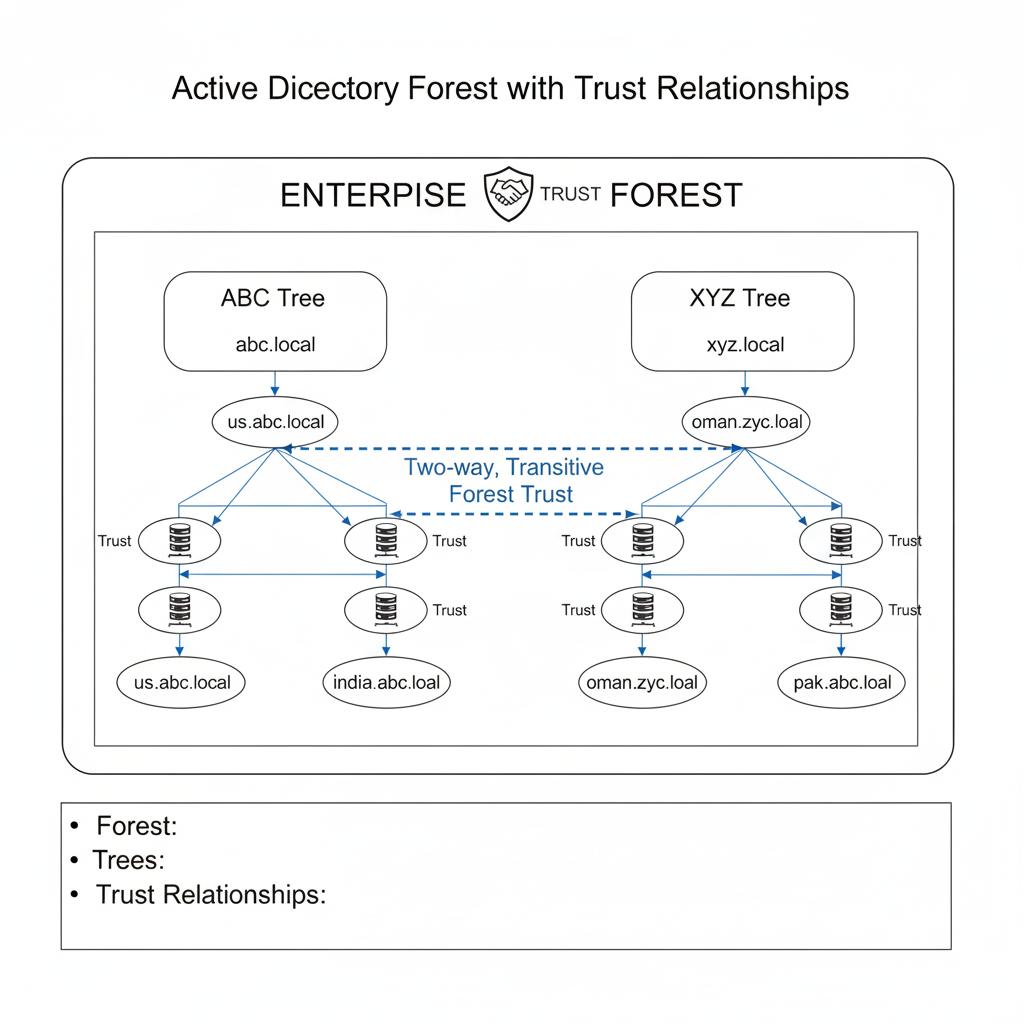 Active Dicectory Forest with Trust Relationships
ENTERPISE TRUST FOREST
ABC Tree
abc.local
XYZ Tree
xyz.local
us.abc.local
oman.zyc.loal
Two-way, Transitive
Forest Trust
Trust
Trust
Trust
Trust
Trust
Trust
Trust
us.abc.local
india.abc.loal
oman.zyc.loal
pak.abc.loal
• Forest:
• Trees:
• Trust Relationships: